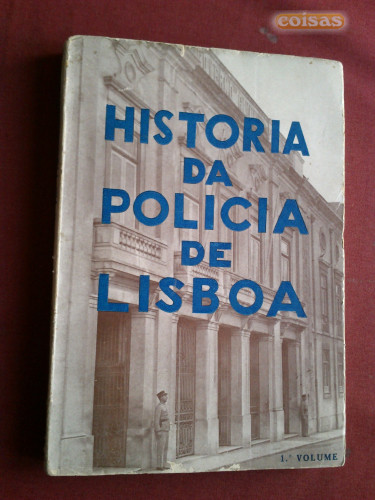 coisas
HISTORIA
DA
POLICIA
DE
LISBOA
1.º VOLUME